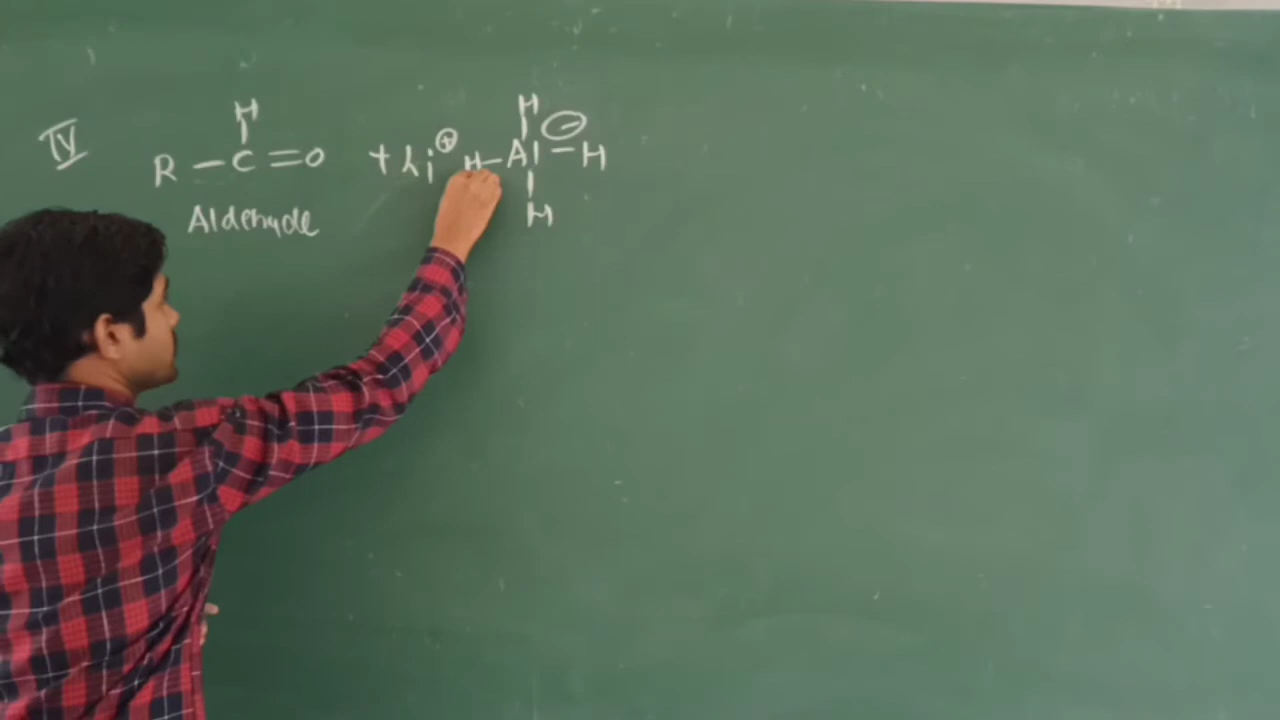 H H ⊖
IV R — C = O + Li⊕ H — Al — H
Aldehyde H